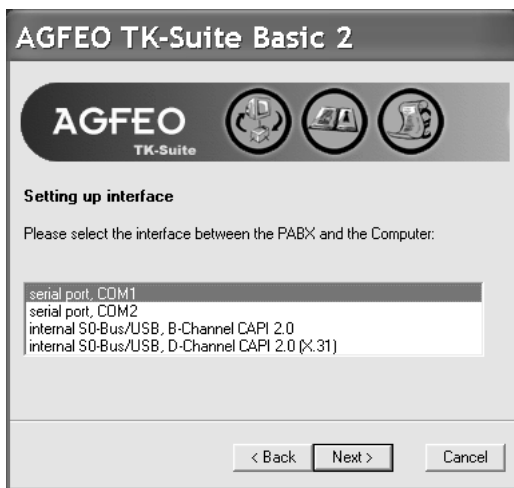 AGFEO TK-Suite Basic 2
AGFEO
TK-Suite
Setting up interface
Please select the interface between the PABX and the Computer:
serial port, COM1
serial port, COM2
internal S0-Bus/USB, B-Channel CAPI 2.0
internal S0-Bus/USB, D-Channel CAPI 2.0 (X.31)
< Back Next > Cancel